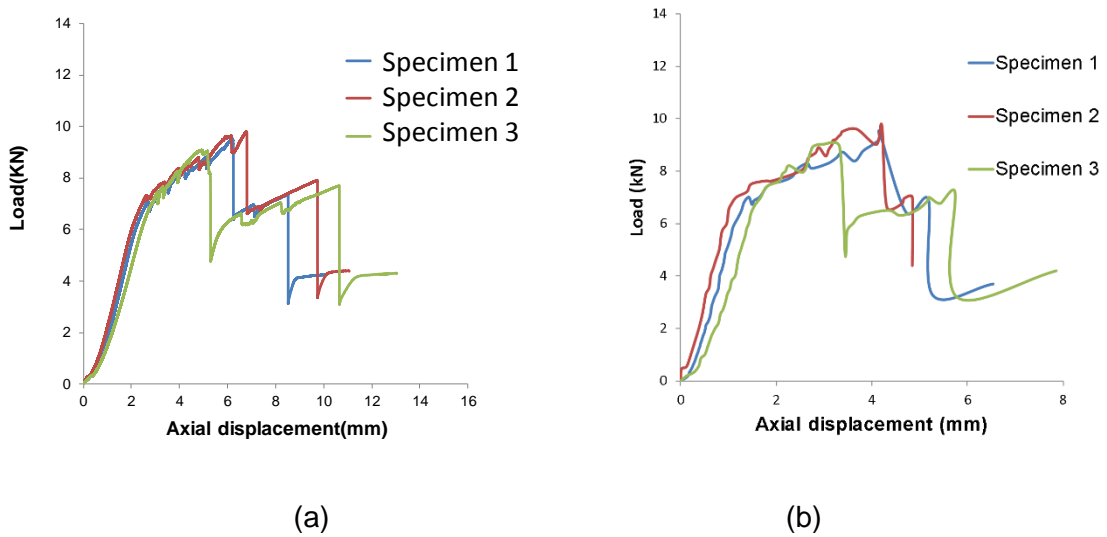 14
12
10
8
6
4
2
0
Load(KN)
0 2 4 6 8 10 12 14 16
Axial displacement(mm)
Specimen 1
Specimen 2
Specimen 3
(a)
14
12
10
8
6
4
2
0
Load (kN)
0 2 4 6 8
Axial displacement (mm)
Specimen 1
Specimen 2
Specimen 3
(b)